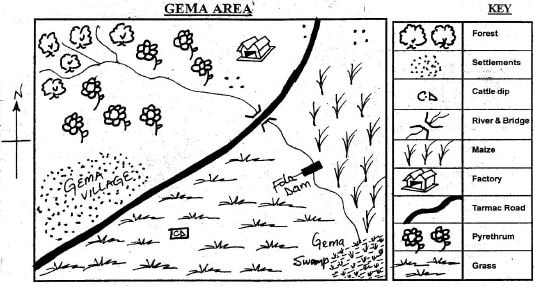 GEMA AREA
KEY
N
GEMA
VILLAGE
Fola
Dam
CD
Gema
Swamp
Forest
Settlements
Cattle dip
River & Bridge
Maize
Factory
Tarmac Road
Pyrethrum
Grass